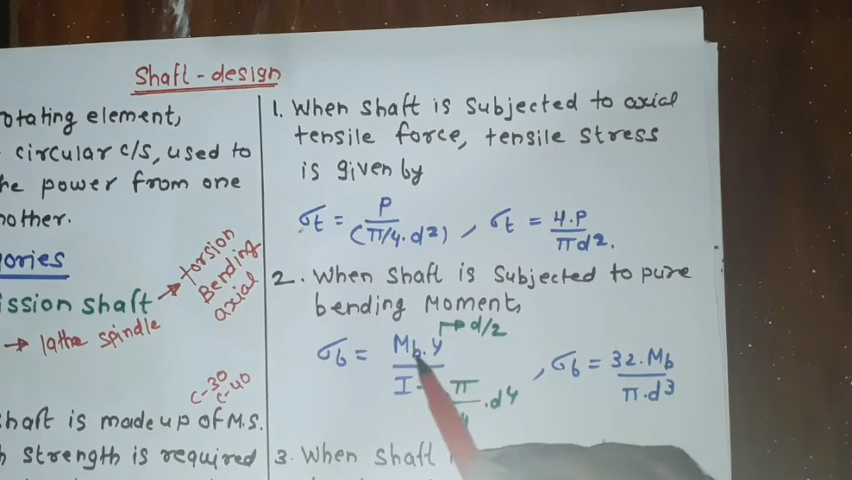 Shaft-design
rotating element,
circular c/s, used to
the power from one
nother.
ories
ission shaft → torsion Bending axial
→ lathe spindle
C-30
C-40
shaft is made up of M.S.
h strength is required
1. When shaft is subjected to axial
tensile force, tensile stress
is given by
σt = P/(π/4.d2) , σt = 4.P/πd2.
2. When shaft is subjected to pure
bending Moment,
→ d/2
σb = Mb.y/I , σb = 32.Mb/π.d3
π
.d4
3. When shaft